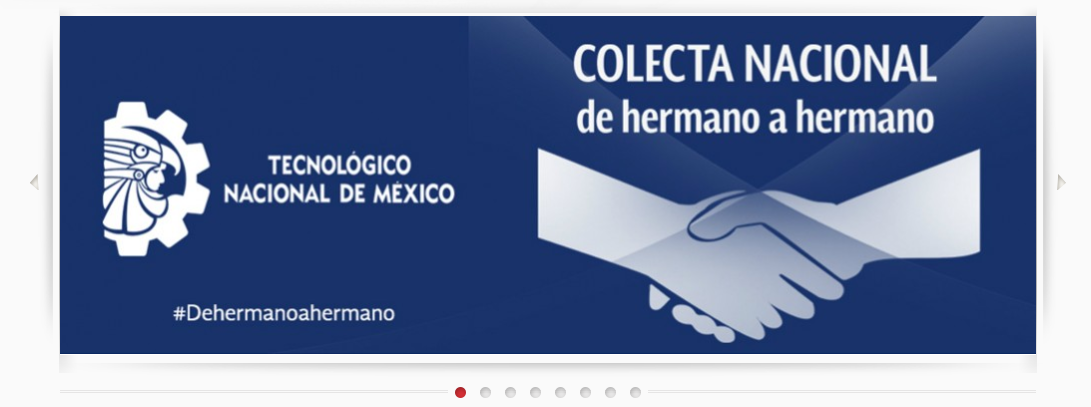 COLECTA NACIONAL
de hermano a hermano
TECNOLÓGICO
NACIONAL DE MÉXICO
#Dehermanoahermano